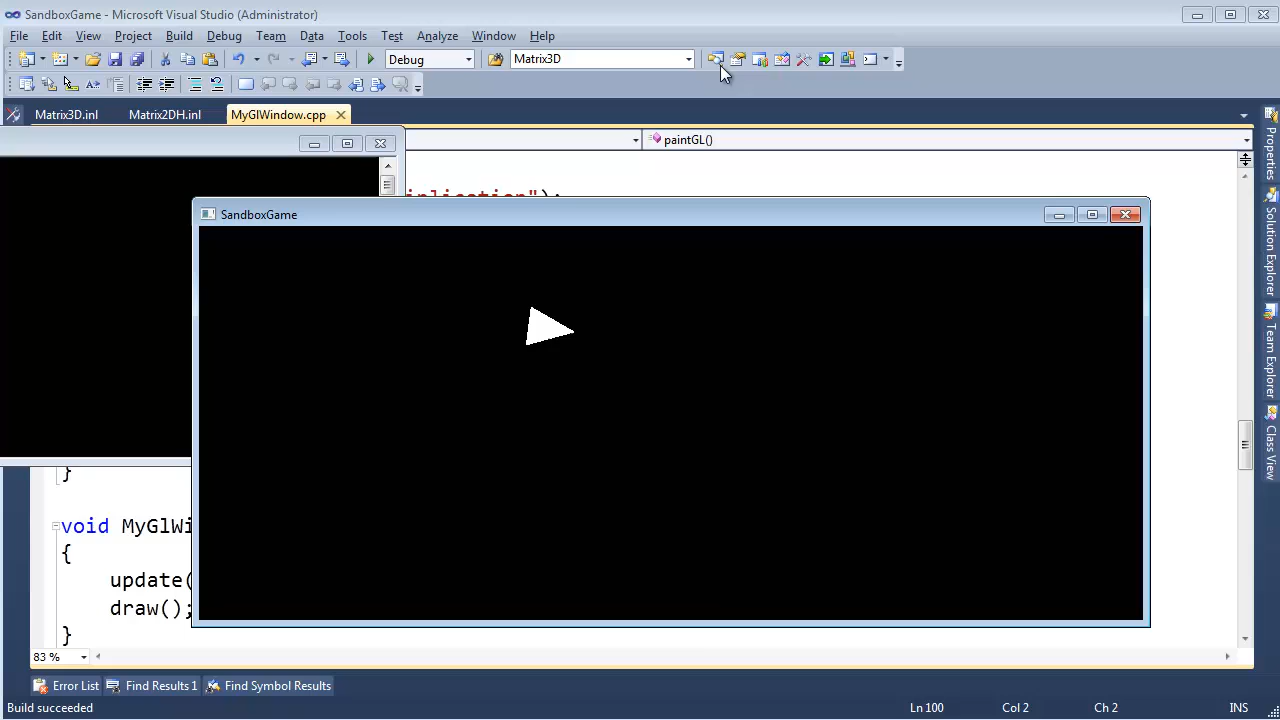 SandboxGame - Microsoft Visual Studio (Administrator)
File Edit View Project Build Debug Team Data Tools Test Analyze Window Help
Debug Matrix3D
Matrix3D.inl Matrix2DH.inl MyGlWindow.cpp
paintGL()
");
SandboxGame
}
void MyGlWi
{
update(
draw();
}
83 %
Error List Find Results 1 Find Symbol Results
Build succeeded Ln 100 Col 2 Ch 2 INS
Properties
Solution Explorer
Team Explorer
Class View